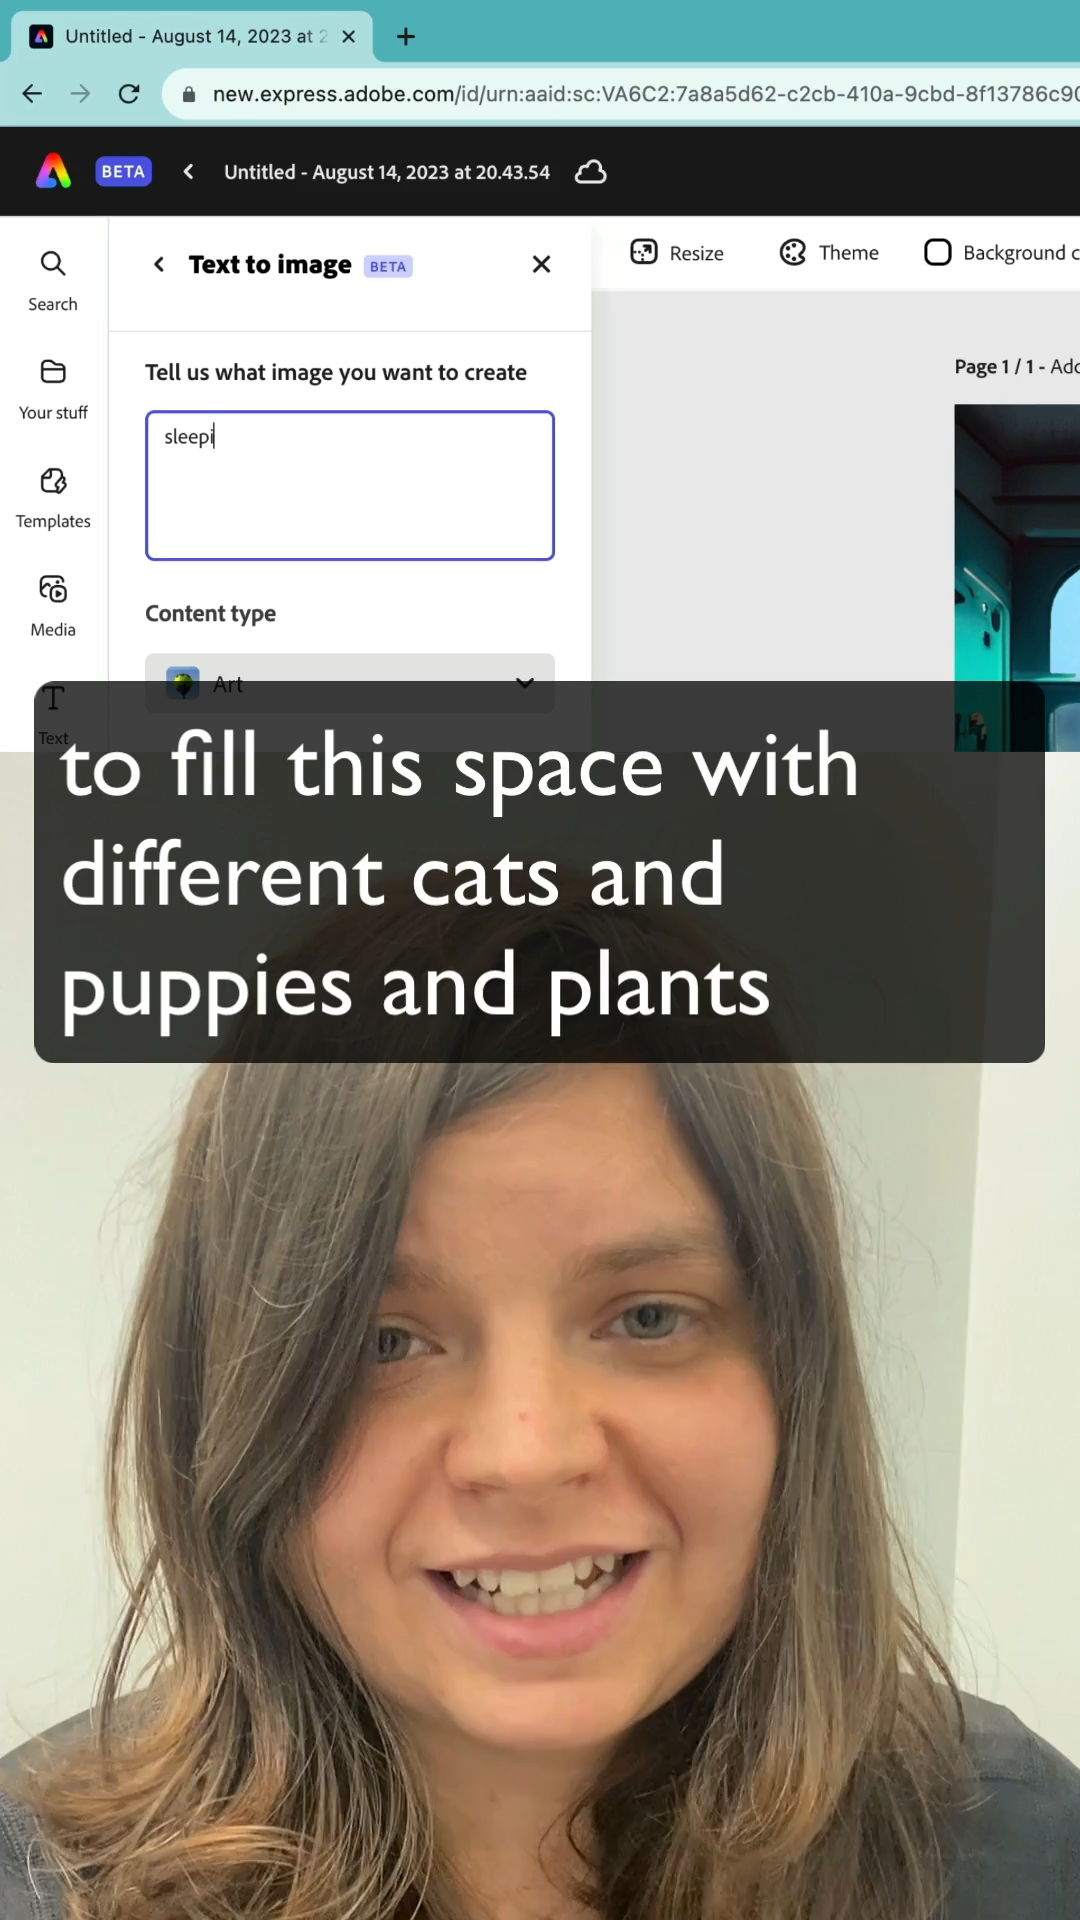 Untitled - August 14, 2023 at 2
new.express.adobe.com/id/urn:aaid:sc:VA6C2:7a8a5d62-c2cb-410a-9cbd-8f13786c90
BETA
Untitled - August 14, 2023 at 20.43.54
Search
Your stuff
Templates
Media
Text
Text to image BETA
Tell us what image you want to create
sleepi
Content type
Art
Resize
Theme
Background c
Page 1 / 1 - Add
to fill this space with
different cats and
puppies and plants